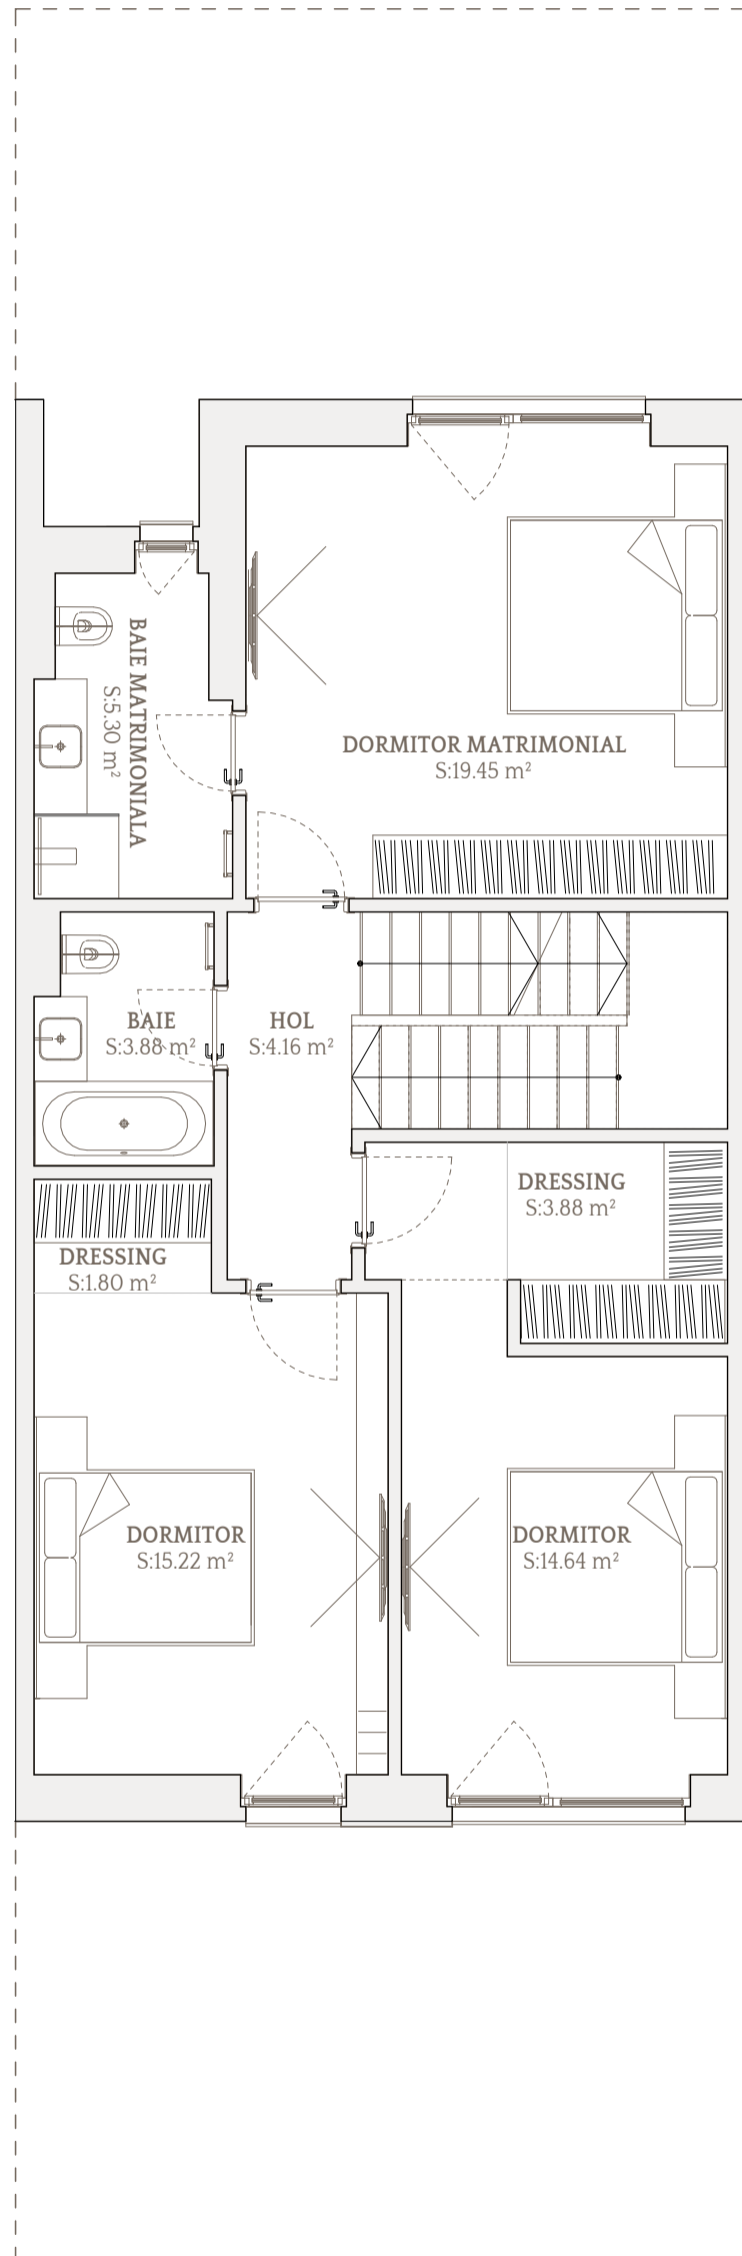 BAIE MATRIMONIALA
S:5.30 m²
DORMITOR MATRIMONIAL
S:19.45 m²
BAIE
S:3.88 m²
HOL
S:4.16 m²
DRESSING
S:3.88 m²
DRESSING
S:1.80 m²
DORMITOR
S:15.22 m²
DORMITOR
S:14.64 m²